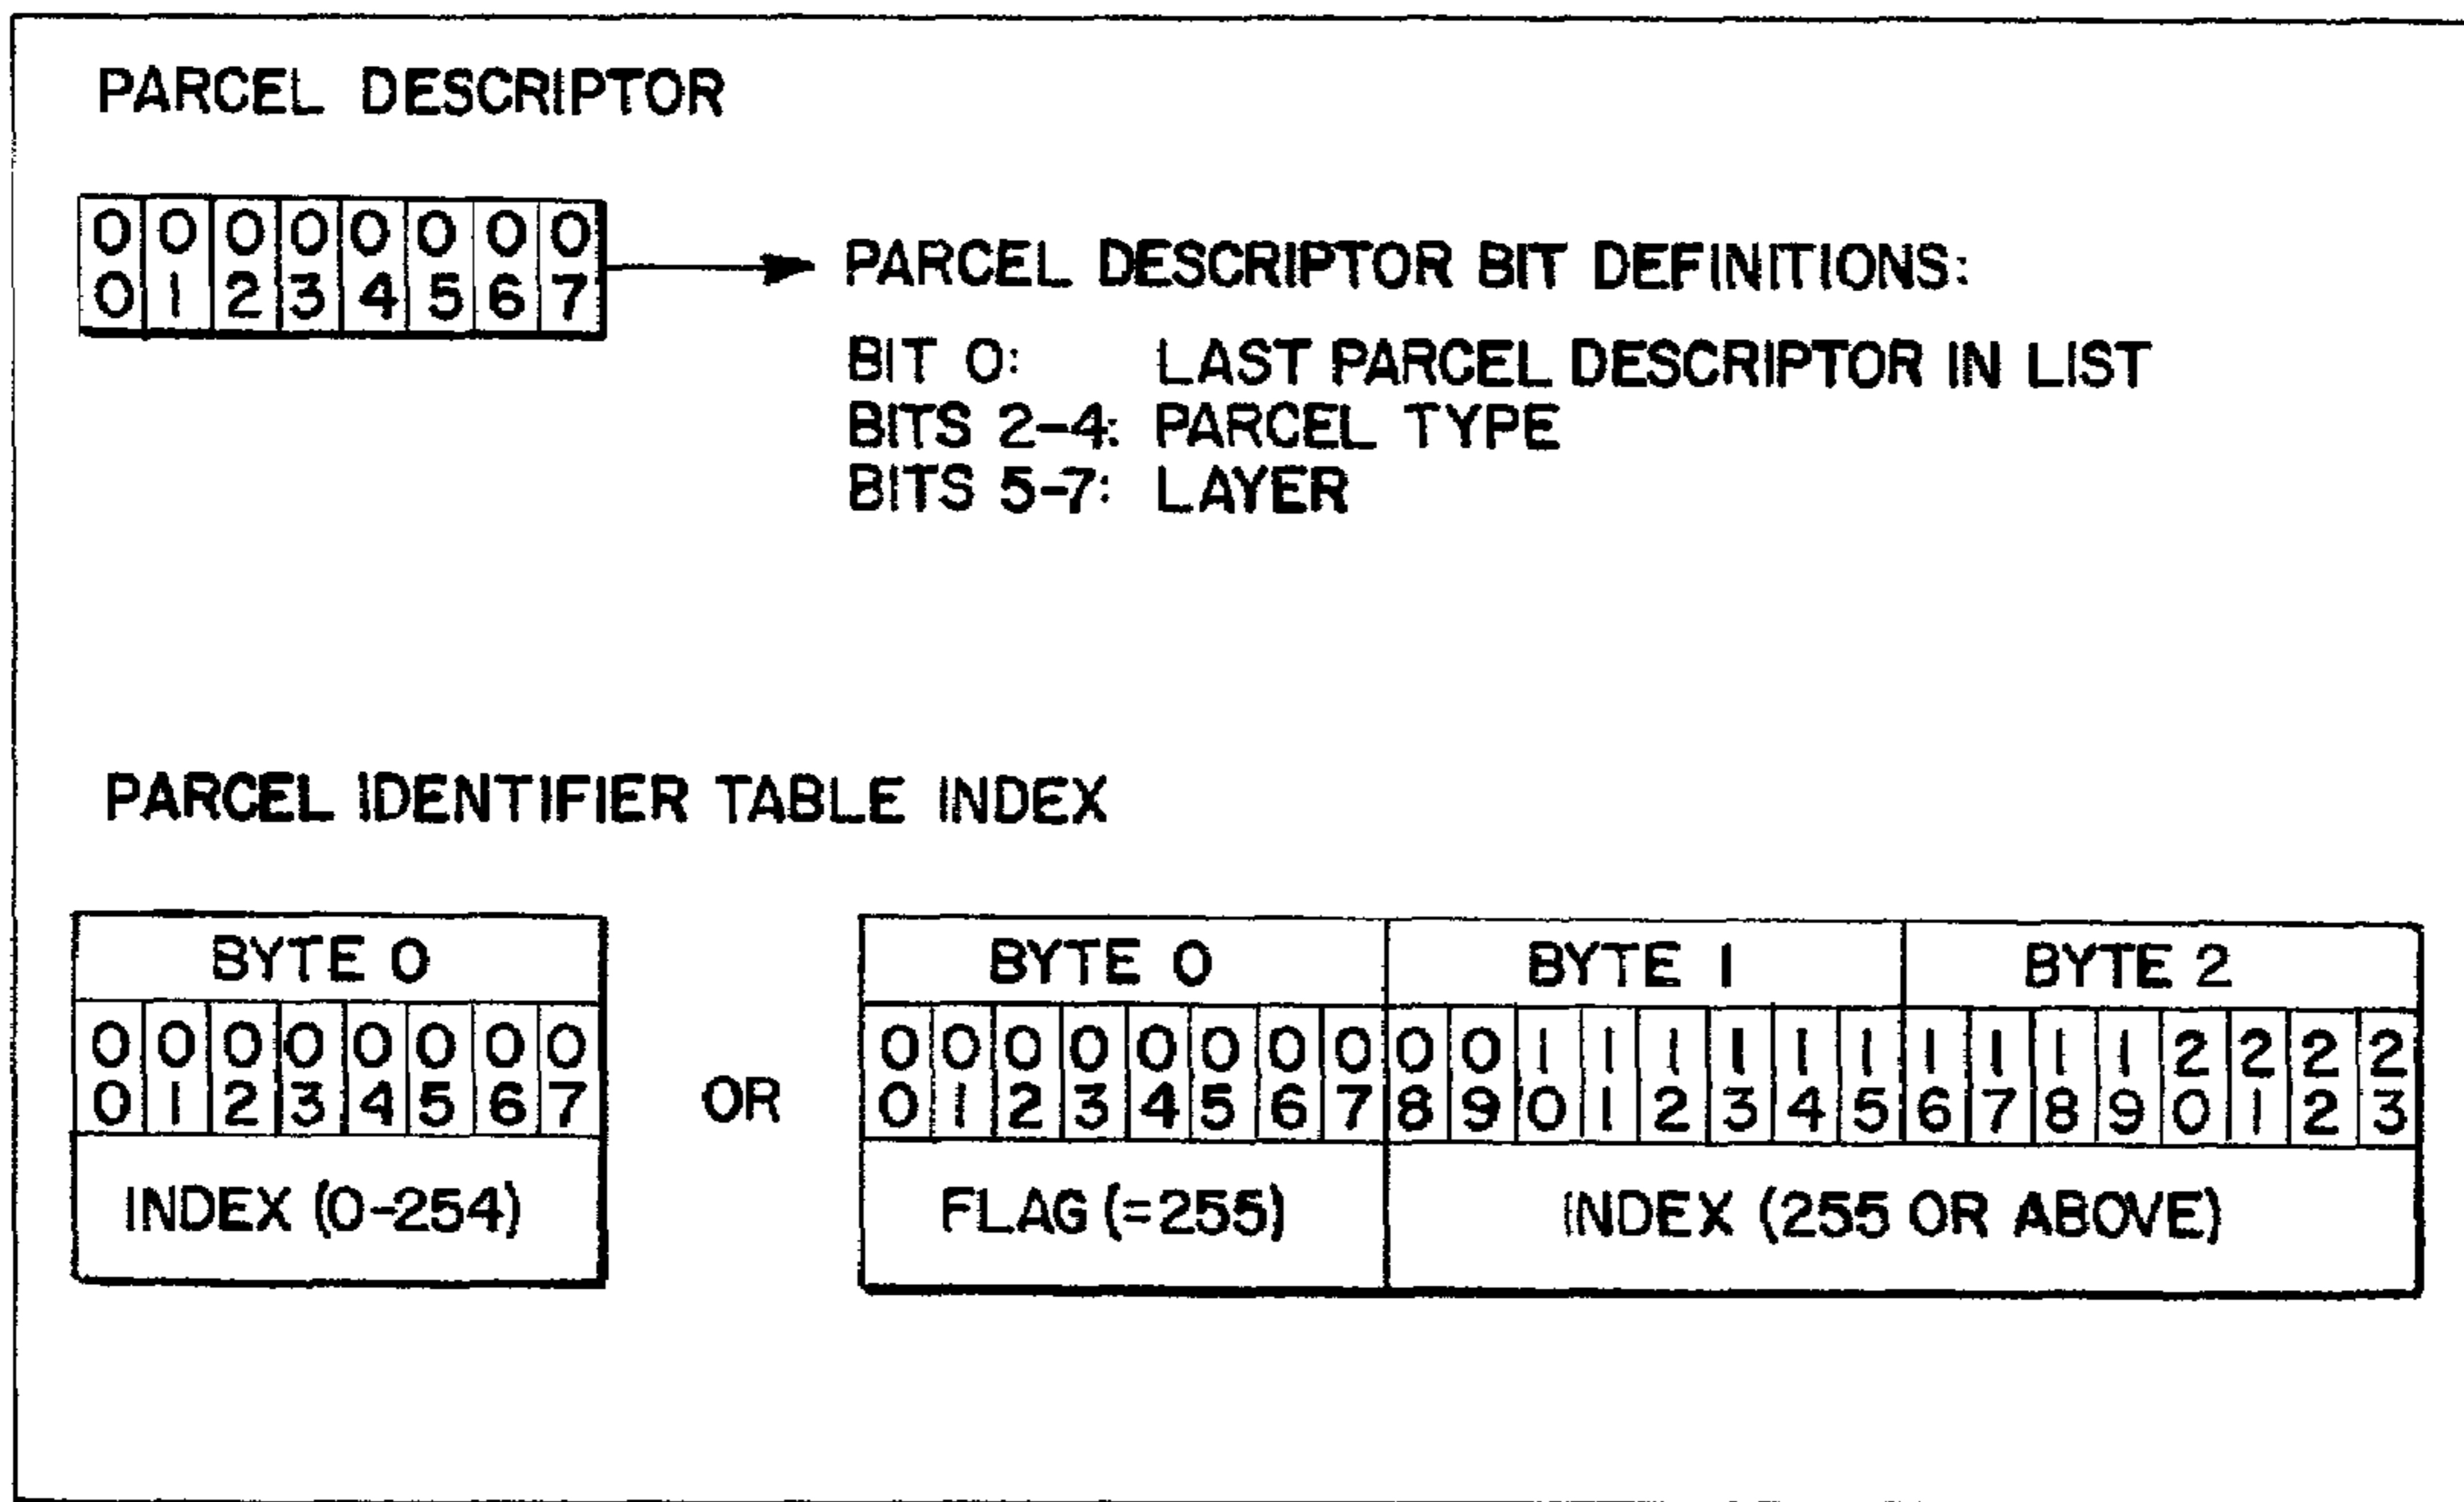 PARCEL DESCRIPTOR
0 0 0 0 0 0 0 0
0 1 2 3 4 5 6 7
PARCEL DESCRIPTOR BIT DEFINITIONS:
BIT 0: LAST PARCEL DESCRIPTOR IN LIST
BITS 2-4: PARCEL TYPE
BITS 5-7: LAYER
PARCEL IDENTIFIER TABLE INDEX
BYTE 0
0 0 0 0 0 0 0 0
0 1 2 3 4 5 6 7
INDEX (0-254)
OR
BYTE 0 BYTE 1 BYTE 2
0 0 0 0 0 0 0 0 0 0 1 1 1 1 1 1 1 1 1 1 2 2 2 2
0 1 2 3 4 5 6 7 8 9 0 1 2 3 4 5 6 7 8 9 0 1 2 3
FLAG (=255) INDEX (255 OR ABOVE)